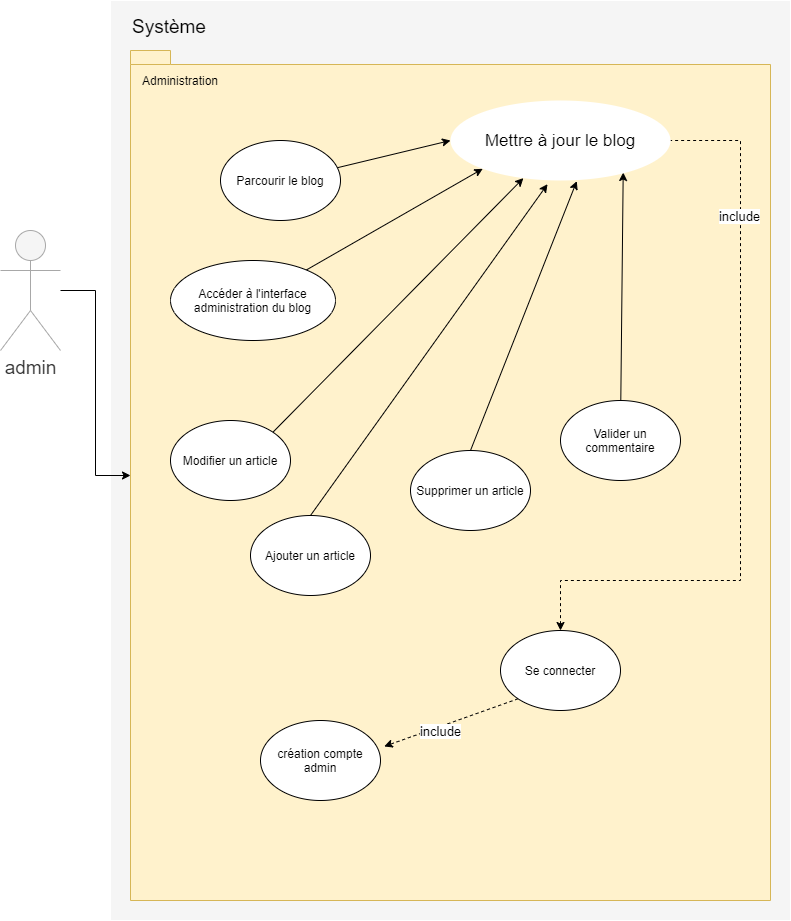 Système
Administration
Mettre à jour le blog
Parcourir le blog
include
Accéder à l'interface
administration du blog
admin
Modifier un article
Valider un
commentaire
Supprimer un article
Ajouter un article
Se connecter
include
création compte
admin